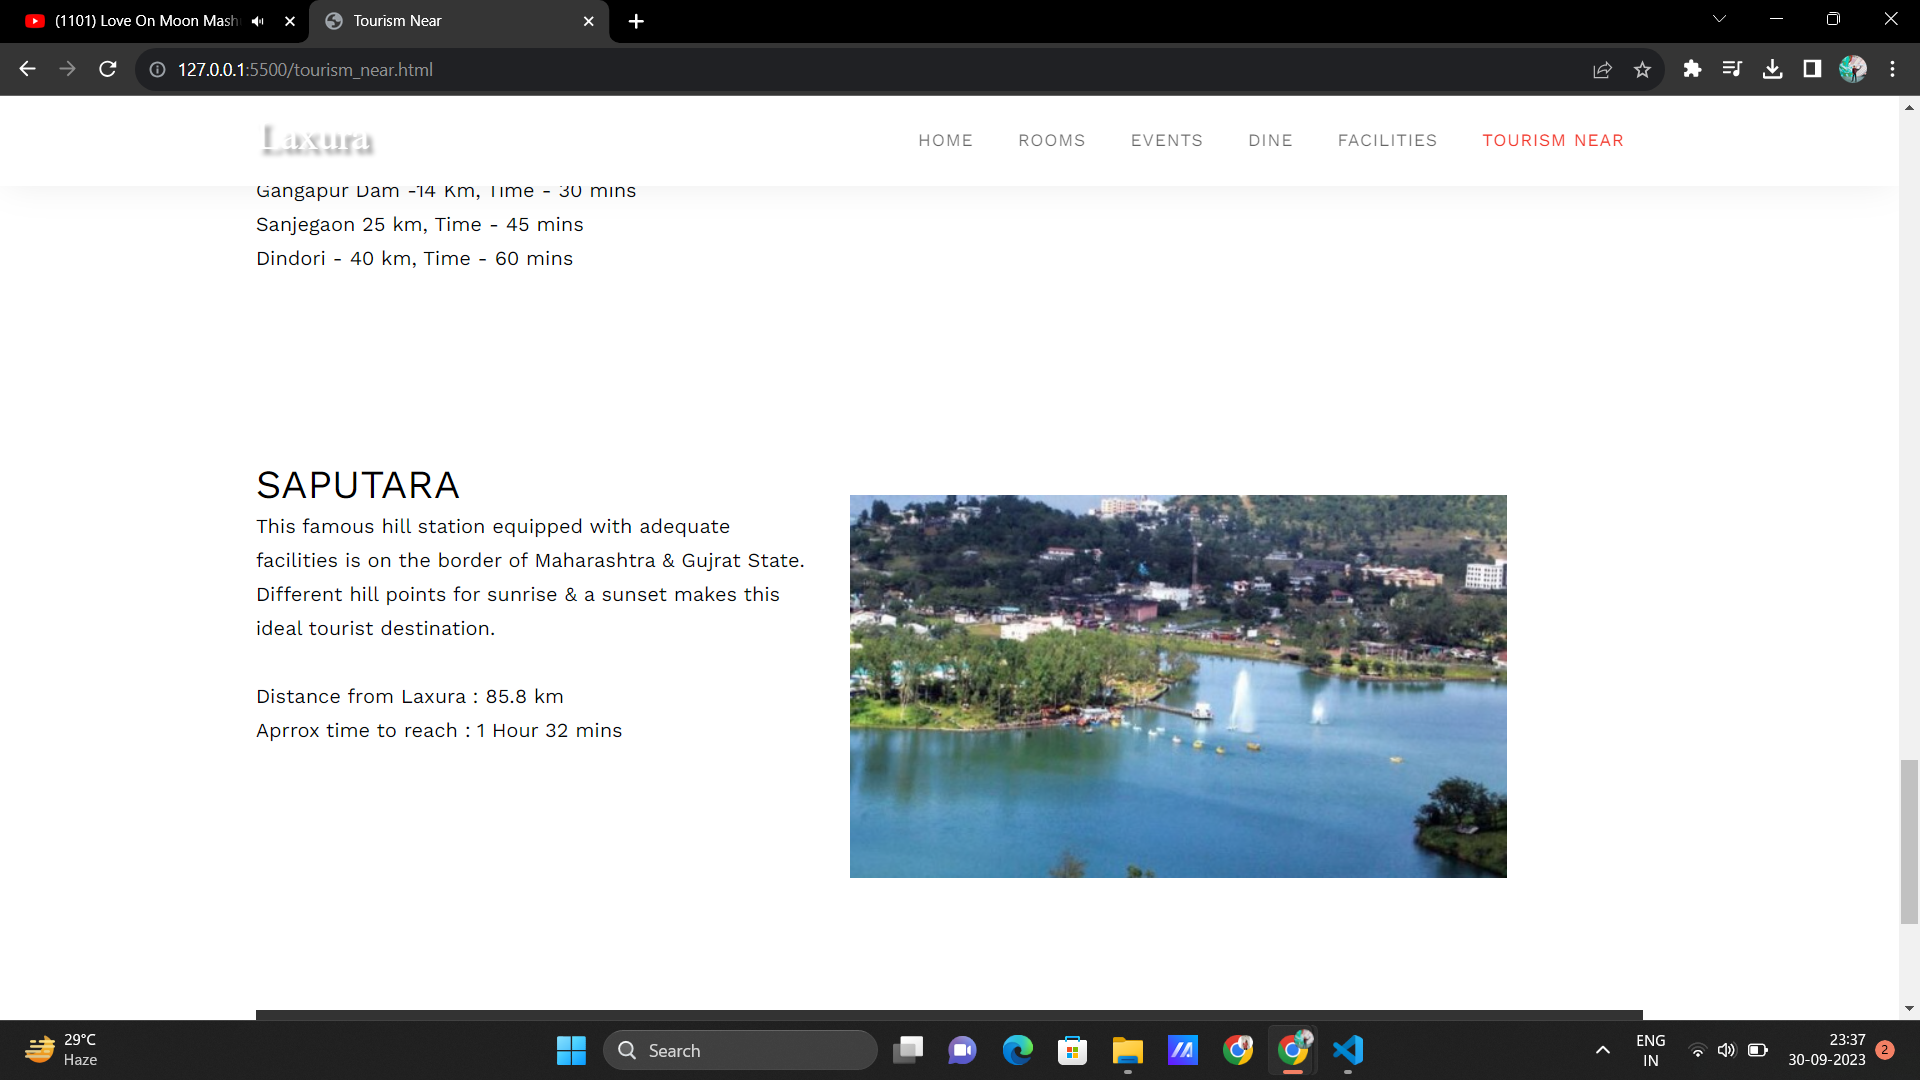 (1101) Love On Moon Mash
Tourism Near
127.0.0.1:5500/tourism_near.html
Laxura
HOME
ROOMS
EVENTS
DINE
FACILITIES
TOURISM NEAR
Gangapur Dam -14 Km, Time - 30 mins
Sanjegaon 25 km, Time - 45 mins
Dindori - 40 km, Time - 60 mins
SAPUTARA
This famous hill station equipped with adequate
facilities is on the border of Maharashtra & Gujrat State.
Different hill points for sunrise & a sunset makes this
ideal tourist destination.
Distance from Laxura : 85.8 km
Aprrox time to reach : 1 Hour 32 mins
29°C
Haze
Search
ENG
IN
23:37
30-09-2023
2